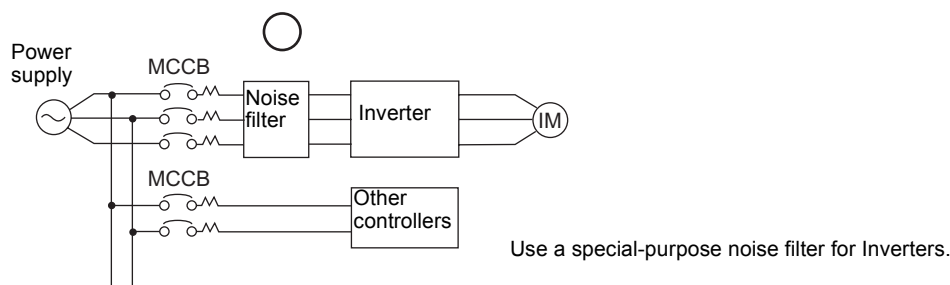 Power
supply
MCCB
Noise
filter
Inverter
IM
MCCB
Other
controllers
Use a special-purpose noise filter for Inverters.